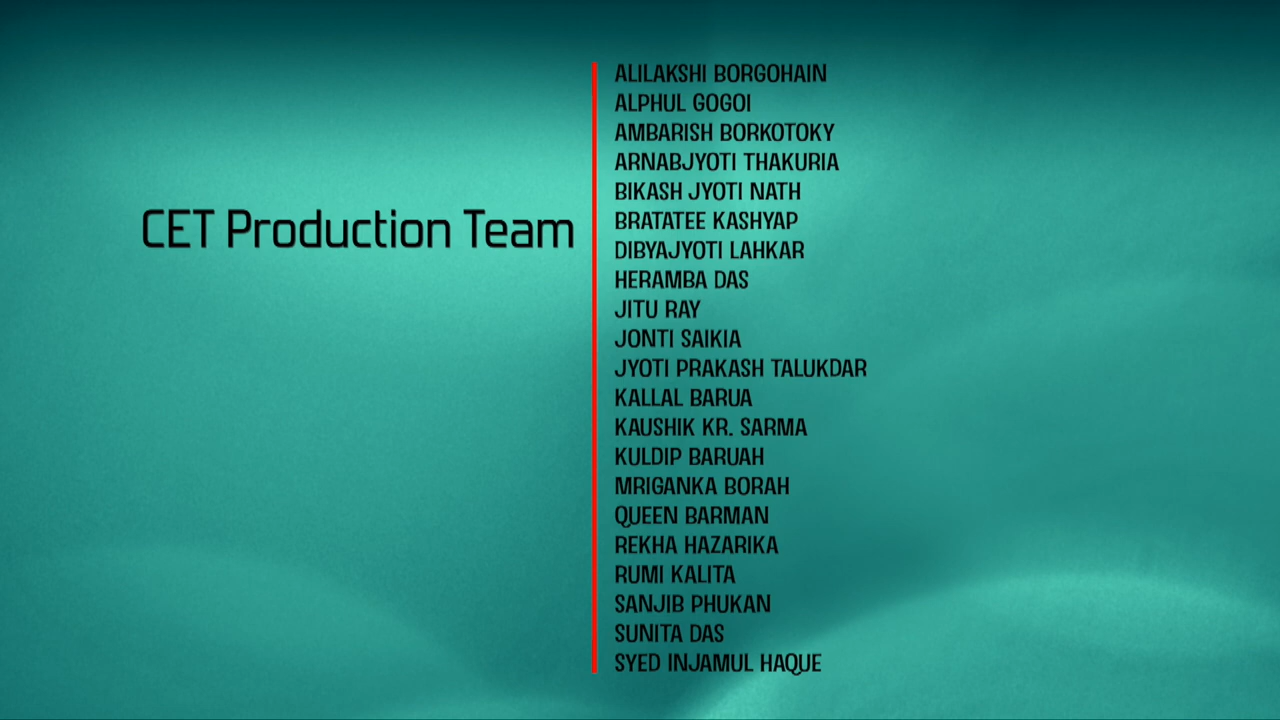 CET Production Team
ALILAKSHI BORGOHAIN
ALPHUL GOGOI
AMBARISH BORKOTOKY
ARNABJYOTI THAKURIA
BIKASH JYOTI NATH
BRATATEE KASHYAP
DIBYAJYOTI LAHKAR
HERAMBA DAS
JITU RAY
JONTI SAIKIA
JYOTI PRAKASH TALUKDAR
KALLAL BARUA
KAUSHIK KR. SARMA
KULDIP BARUAH
MRIGANKA BORAH
QUEEN BARMAN
REKHA HAZARIKA
RUMI KALITA
SANJIB PHUKAN
SUNITA DAS
SYED INJAMUL HAQUE